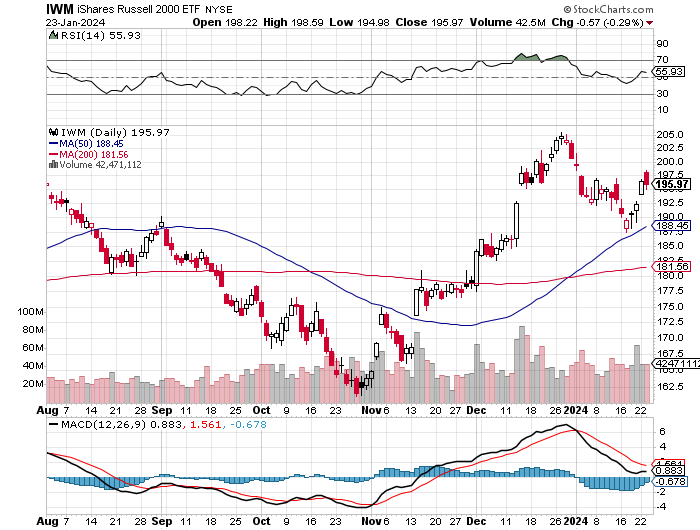 IWM iShares Russell 2000 ETF NYSE © StockCharts.com
23-Jan-2024 Open 198.22 High 198.59 Low 194.98 Close 195.97 Volume 42.5M Chg -0.57 (-0.29%)
RSI(14) 55.93
90
70
55.93
50
30
10
IWM (Daily) 195.97
MA(50) 188.45
MA(200) 181.56
Volume 42,471,112
205.0
202.5
200.0
197.5
195.97
192.5
190.0
188.45
187.5
185.0
181.56
180.0
177.5
175.0
172.5
170.0
167.5
165.0
162.5
100M
80M
60M
40M
20M
42471112
Aug 7 14 21 28 Sep 11 18 25 Oct 9 16 23 Nov 6 13 20 27 Dec 11 18 26 2024 8 16 22
MACD(12,26,9) 0.883, 1.561, -0.678
6
4
2
1.561
0.883
-0.678
-2
-4
Aug 7 14 21 28 Sep 11 18 25 Oct 9 16 23 Nov 6 13 20 27 Dec 11 18 26 2024 8 16 22